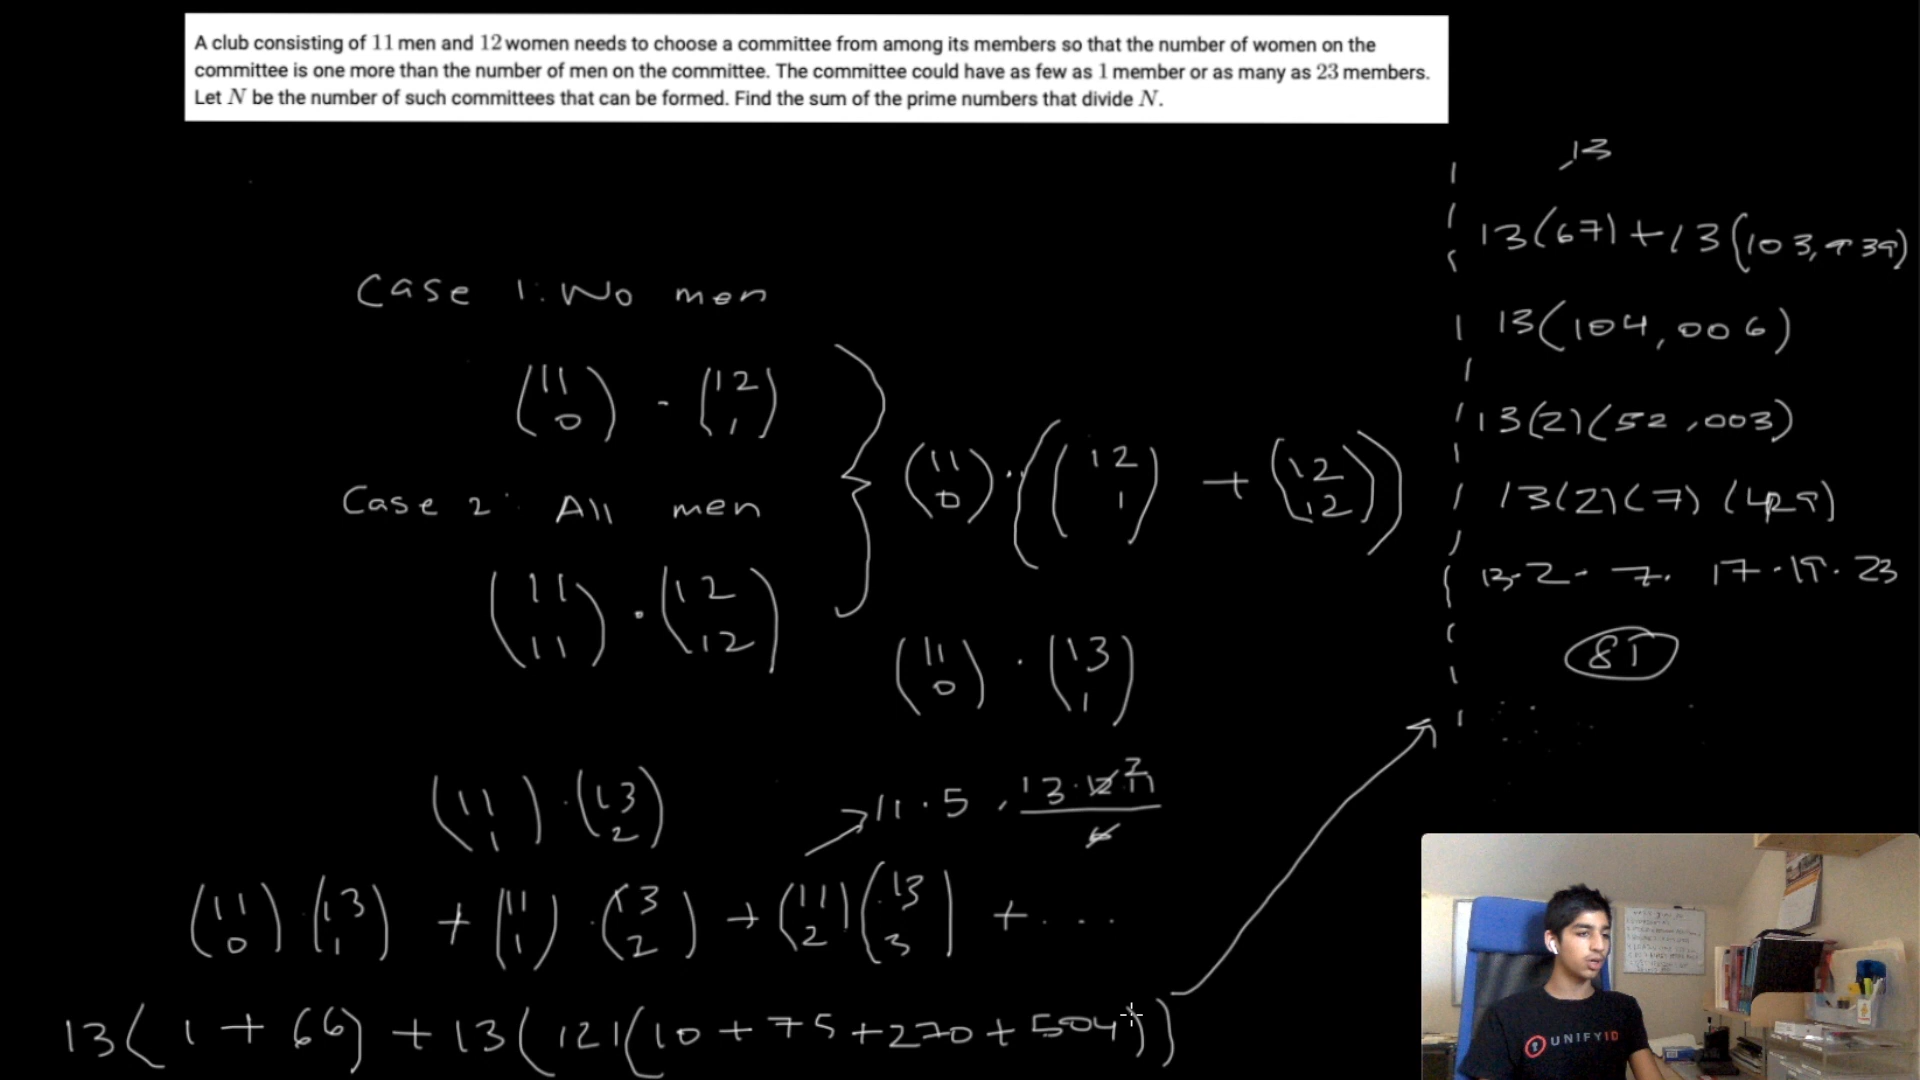 A club consisting of 11 men and 12 women needs to choose a committee from among its members so that the number of women on the
committee is one more than the number of men on the committee. The committee could have as few as 1 member or as many as 23 members.
Let N be the number of such committees that can be formed. Find the sum of the prime numbers that divide N.
Case 1: No men
(11 0) · (12 1)
Case 2: All men
(11 11) · (12 12)
(11 0) · ((12 1) + (12 12))
(11 0) · (13 1)
(11 1) · (13 2)
11 · 5 · 13 · 12 2 11 / 6
(11 0) · (13 1) + (11 1) · (13 2) + (11 2) (13 3) + . . .
13(1 + 66) + 13(121(10 + 75 + 270 + 504))
13
13(67) + 13(103,939)
13(104,006)
13(2)(52,003)
13(2)(7)(429)
13 · 2 · 7 · 17 · 19 · 23
81
UNIFYID